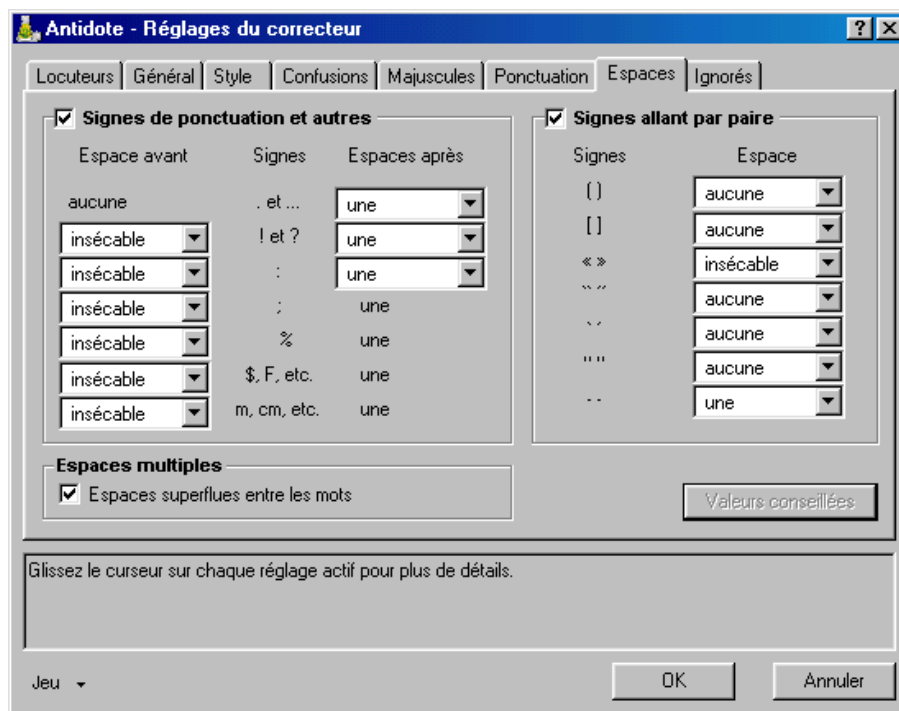 Antidote - Réglages du correcteur
Locuteurs Général Style Confusions Majuscules Ponctuation Espaces Ignorés
Signes de ponctuation et autres
Espace avant Signes Espaces après
aucune . et ... une
insécable ! et ? une
insécable : une
insécable ; une
insécable % une
insécable $, F, etc. une
insécable m, cm, etc. une
Signes allant par paire
Signes Espace
( ) aucune
[ ] aucune
« » insécable
“ ” aucune
‘ ’ aucune
" " aucune
- - une
Espaces multiples
Espaces superflues entre les mots
Valeurs conseillées
Glissez le curseur sur chaque réglage actif pour plus de détails.
Jeu OK Annuler